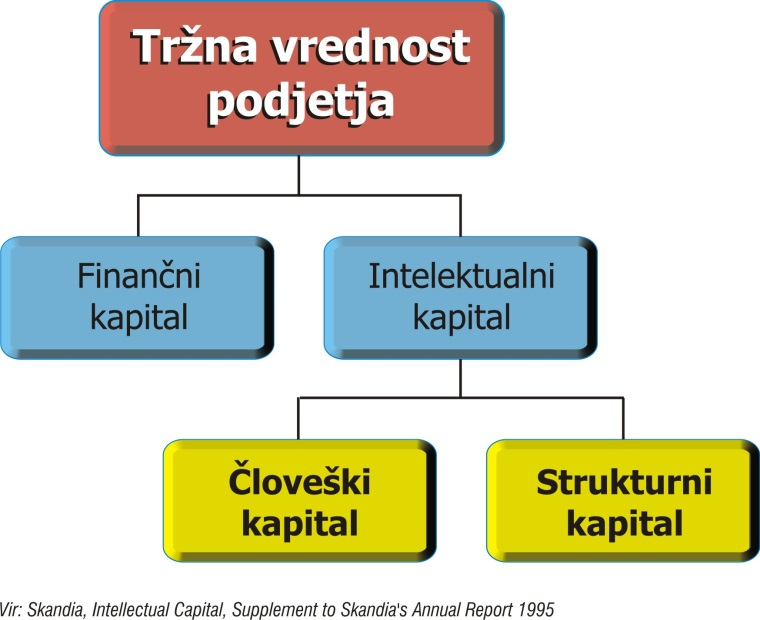 Tržna vrednost
podjetja
Finančni
kapital
Intelektualni
kapital
Človeški
kapital
Strukturni
kapital
Vir: Skandia, Intellectual Capital, Supplement to Skandia's Annual Report 1995